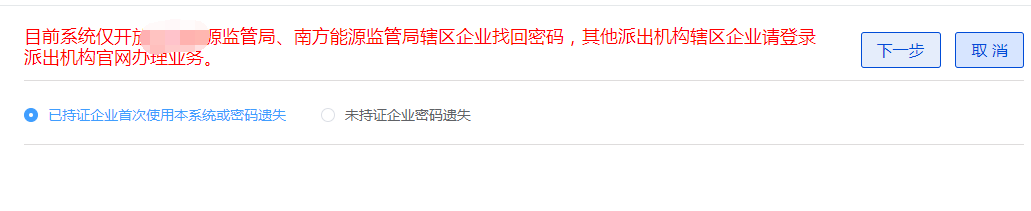 目前系统仅开放源监管局、南方能源监管局辖区企业找回密码，其他派出机构辖区企业请登录
派出机构官网办理业务。
下一步
取 消
已持证企业首次使用本系统或密码遗失
未持证企业密码遗失